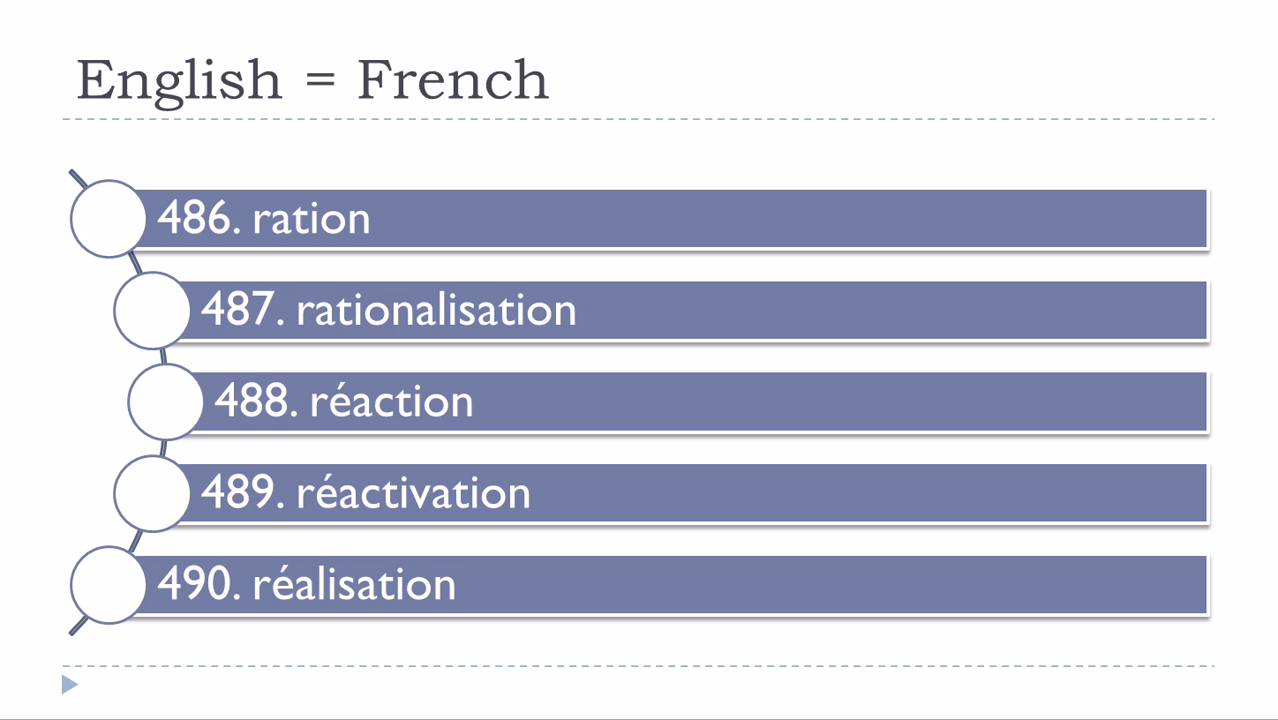 English = French
486. ration
487. rationalisation
488. réaction
489. réactivation
490. réalisation